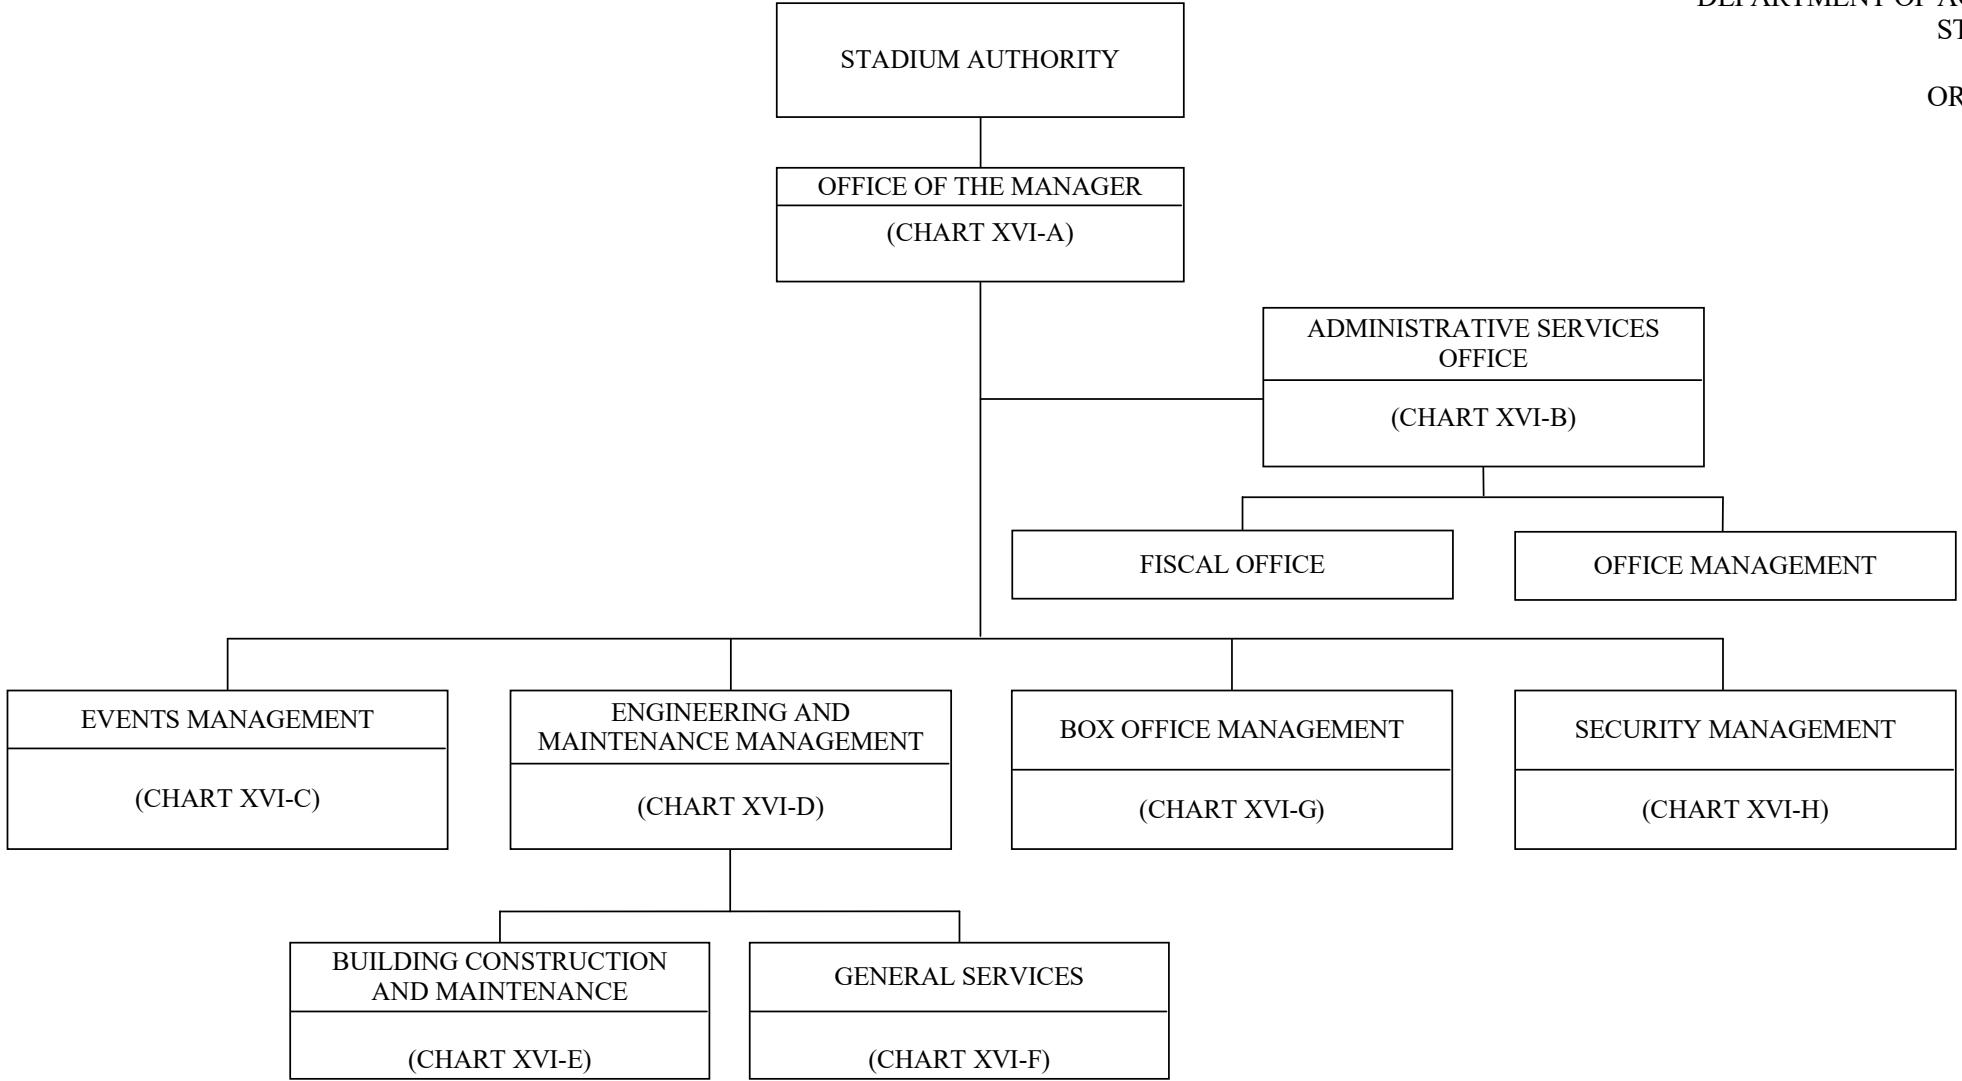 DEPARTMENT OF
STADIUM AUTHORITY
OFFICE OF THE MANAGER
(CHART XVI-A)
ADMINISTRATIVE SERVICES
OFFICE
(CHART XVI-B)
FISCAL OFFICE
OFFICE MANAGEMENT
EVENTS MANAGEMENT
(CHART XVI-C)
ENGINEERING AND
MAINTENANCE MANAGEMENT
(CHART XVI-D)
BOX OFFICE MANAGEMENT
(CHART XVI-G)
SECURITY MANAGEMENT
(CHART XVI-H)
BUILDING CONSTRUCTION
AND MAINTENANCE
(CHART XVI-E)
GENERAL SERVICES
(CHART XVI-F)